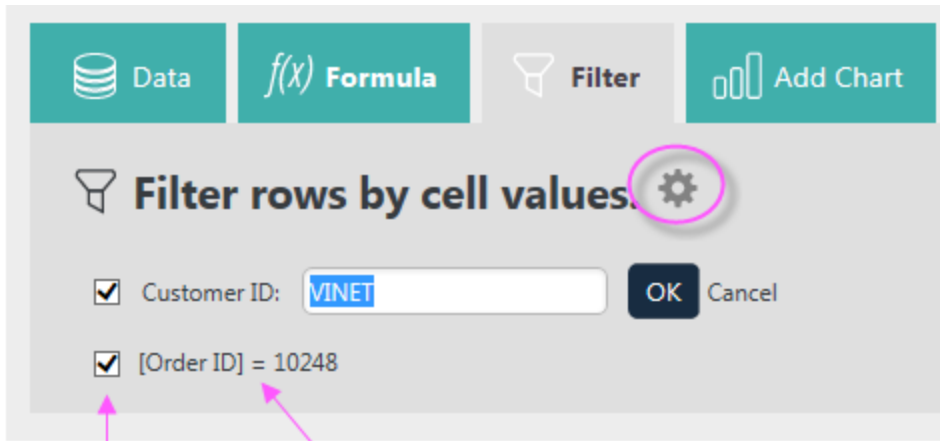 Data f(x) Formula Filter Add Chart
Filter rows by cell values.
Customer ID: VINET OK Cancel
[Order ID] = 10248